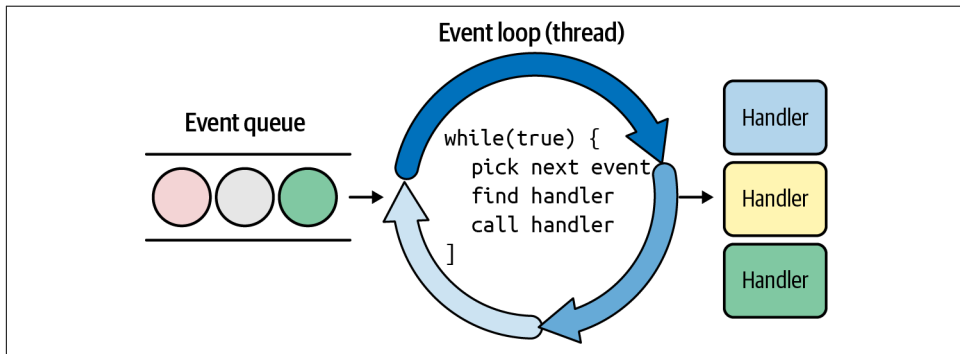 Event loop (thread)
Event queue
while(true) {
pick next event
find handler
call handler
]
Handler
Handler
Handler